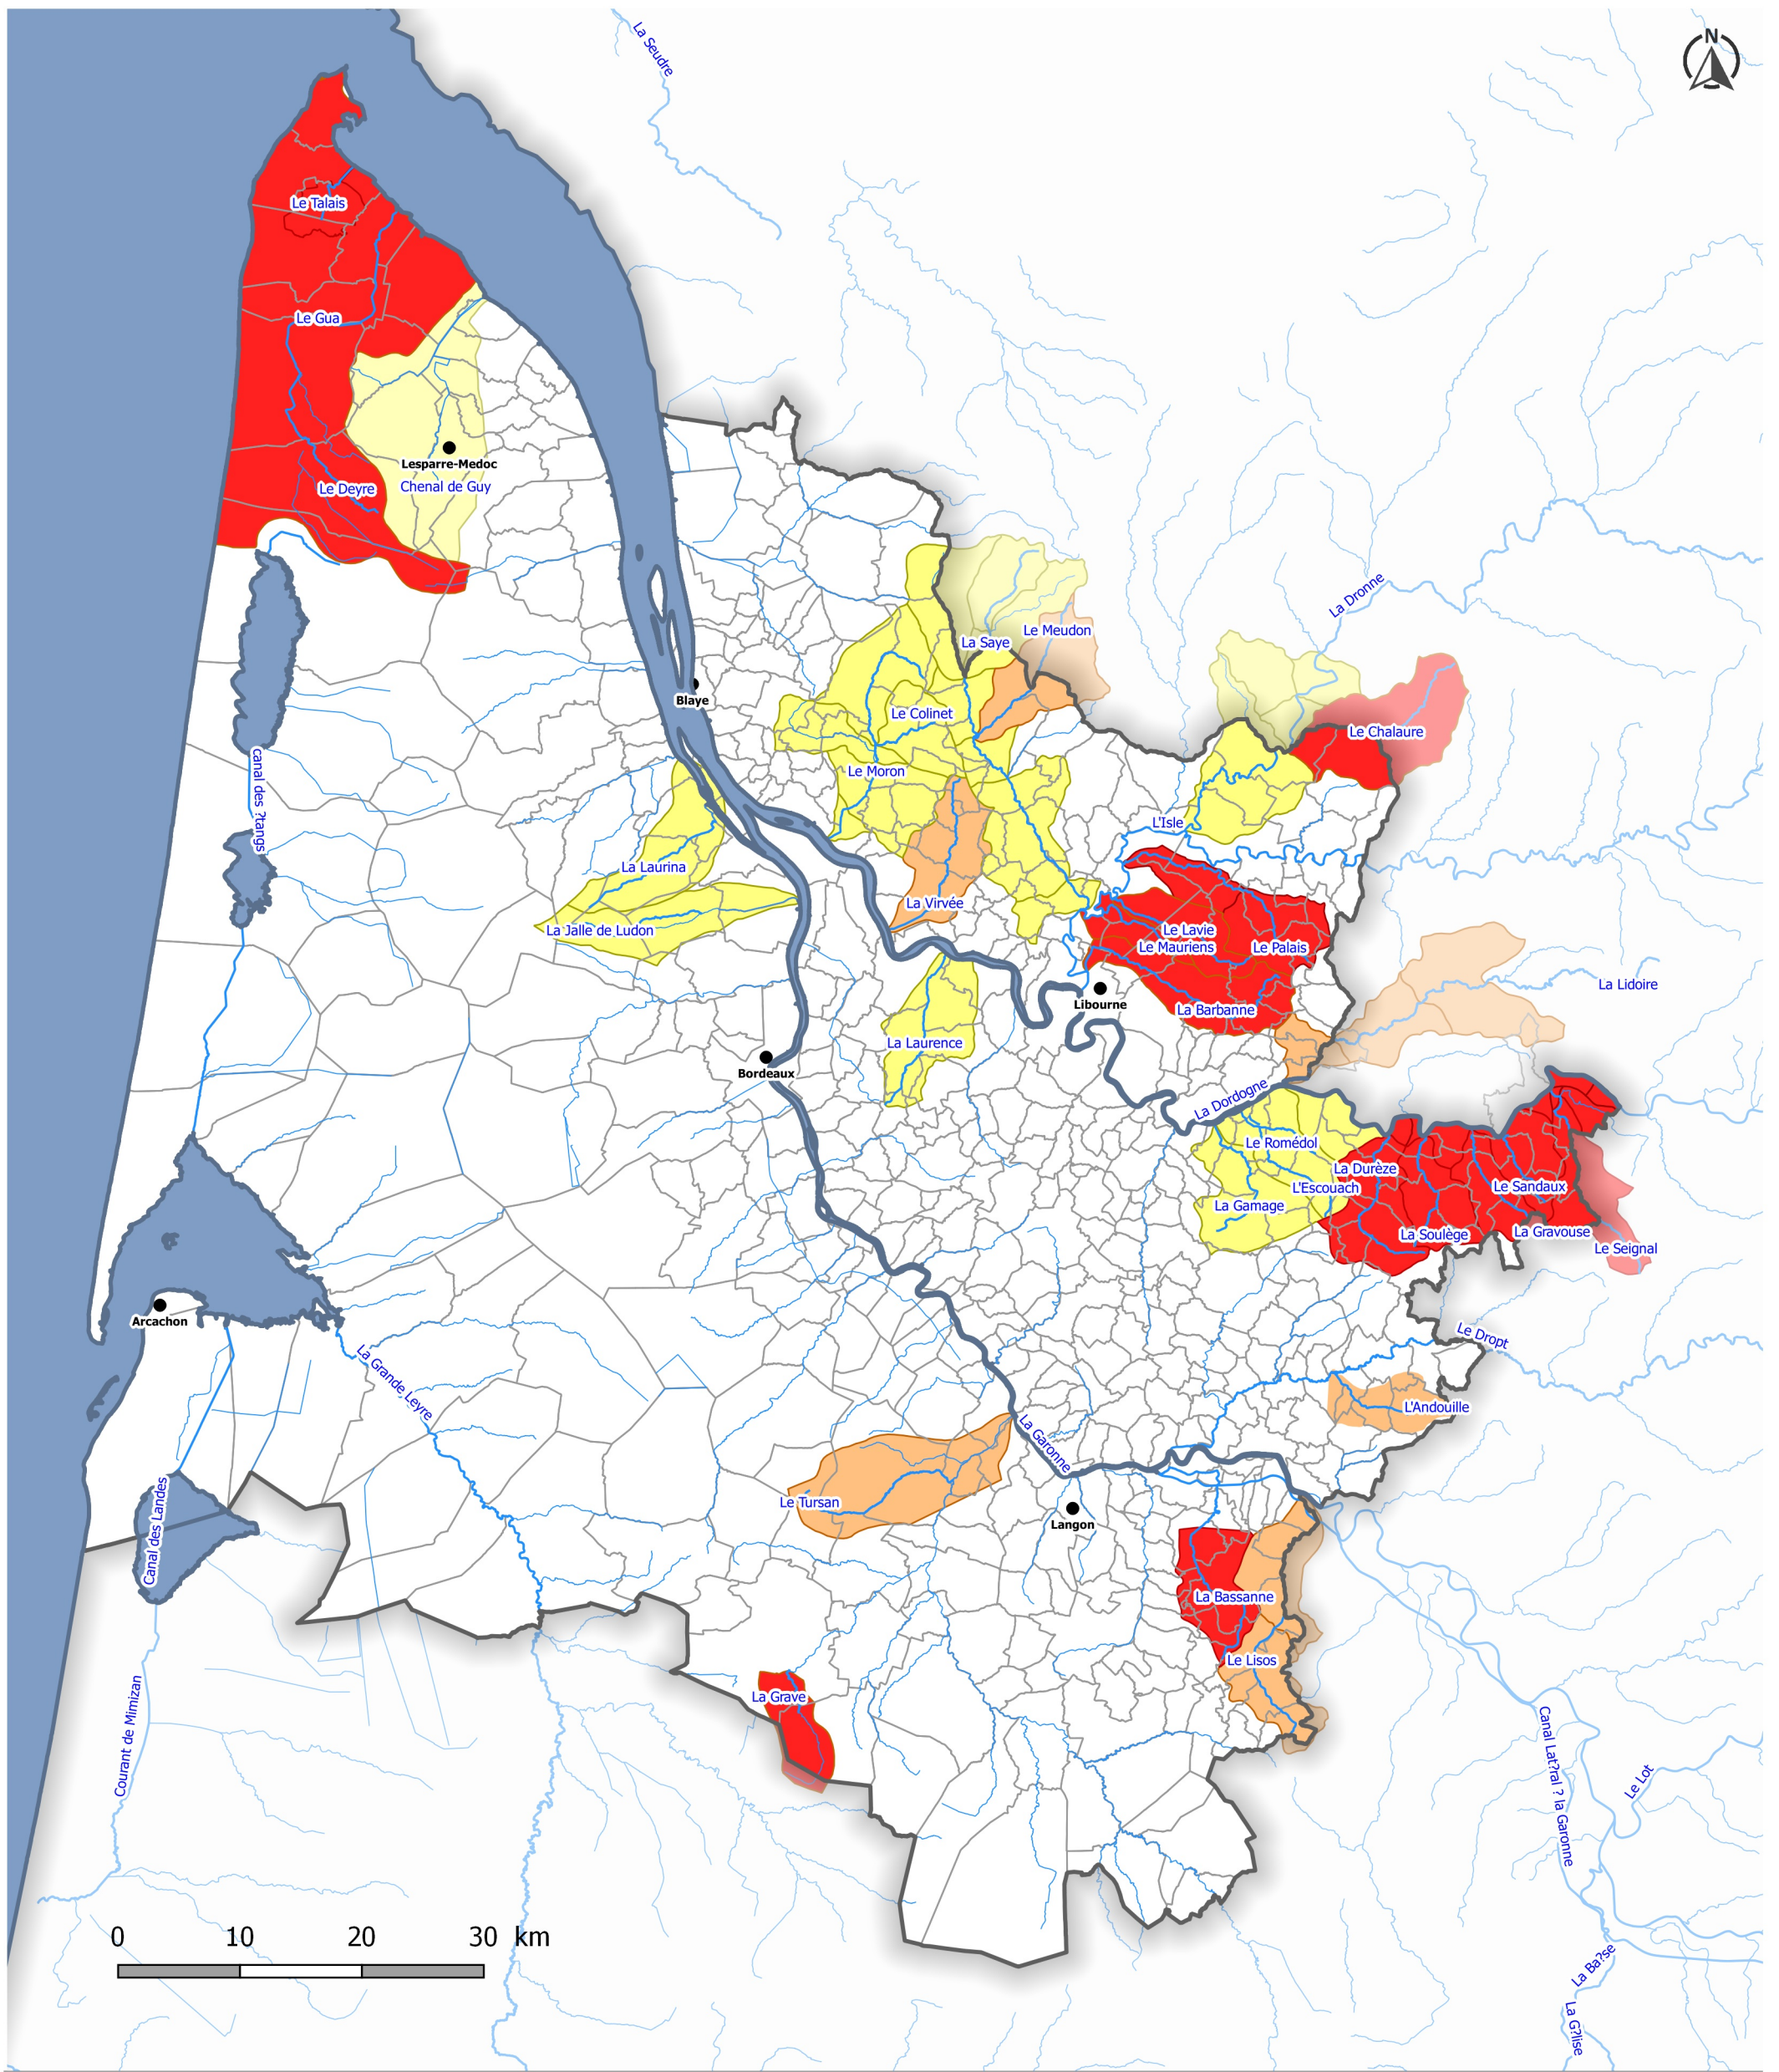 N
La Seudre
Le Talais
Le Gua
Lesparre-Medoc
Chenal de Guy
Le Deyre
La Dronne
Le Meudon
La Saye
Blaye
Le Colinet
Le Chalaure
canal des ?tangs
Le Moron
L'Isle
La Laurina
La Virvée
La Jalle de Ludon
Le Lavie
Le Mauriens
Le Palais
La Lidoire
Libourne
La Barbanne
La Laurence
Bordeaux
La Dordogne
Le Romédol
La Durèze
L'Escouach
Le Sandaux
La Gamage
La Soulège
La Gravouse
Le Seignal
Arcachon
Le Dropt
La Grande Leyre
L'Andouille
La Garonne
Le Tursan
Langon
Canal des Landes
La Bassanne
Le Lisos
La Grave
Courant de Mimizan
Canal Lat?ral ? la Garonne
Le Lot
0 10 20 30 km
La Ba?se
La G?lise